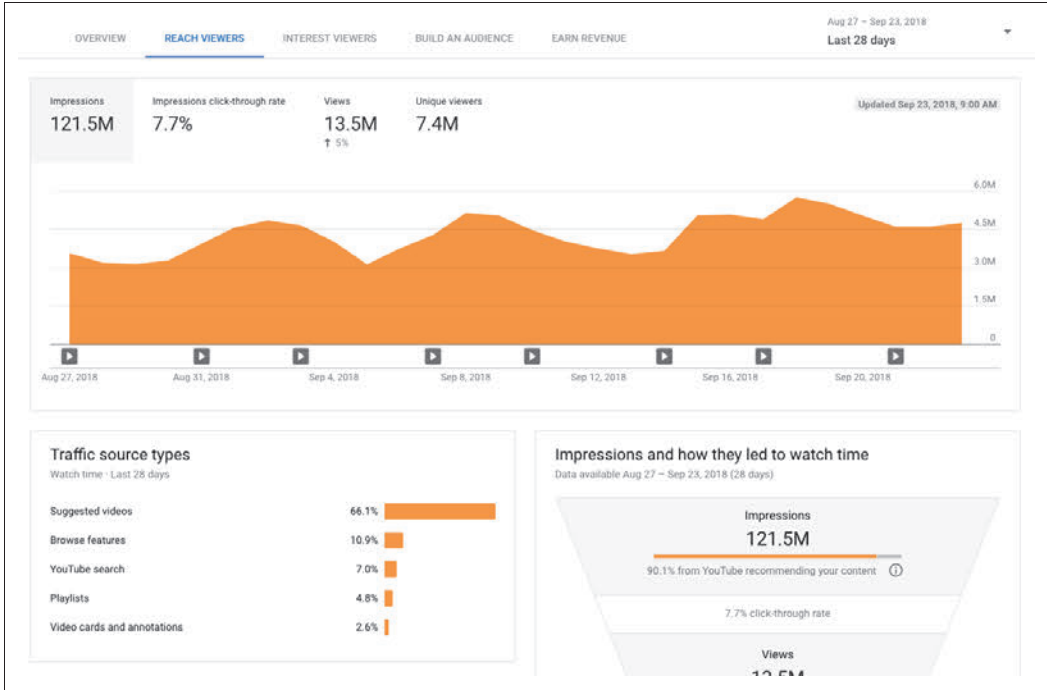 OVERVIEW
REACH VIEWERS
INTEREST VIEWERS
BUILD AN AUDIENCE
EARN REVENUE
Aug 27 – Sep 23, 2018
Last 28 days
Impressions
121.5M
Impressions click-through rate
7.7%
Views
13.5M
↑ 5%
Unique viewers
7.4M
Updated Sep 23, 2018, 9:00 AM
6.0M
4.5M
3.0M
1.5M
0
Aug 27, 2018
Aug 31, 2018
Sep 4, 2018
Sep 8, 2018
Sep 12, 2018
Sep 16, 2018
Sep 20, 2018
Traffic source types
Watch time · Last 28 days
Suggested videos 66.1%
Browse features 10.9%
YouTube search 7.0%
Playlists 4.8%
Video cards and annotations 2.6%
Impressions and how they led to watch time
Data available Aug 27 – Sep 23, 2018 (28 days)
Impressions
121.5M
90.1% from YouTube recommending your content
7.7% click-through rate
Views